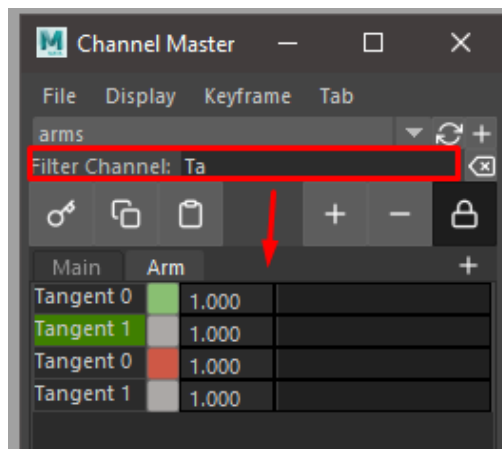 Channel Master
File Display Keyframe Tab
arms
Filter Channel: Ta
Main Arm
Tangent 0 1.000
Tangent 1 1.000
Tangent 0 1.000
Tangent 1 1.000